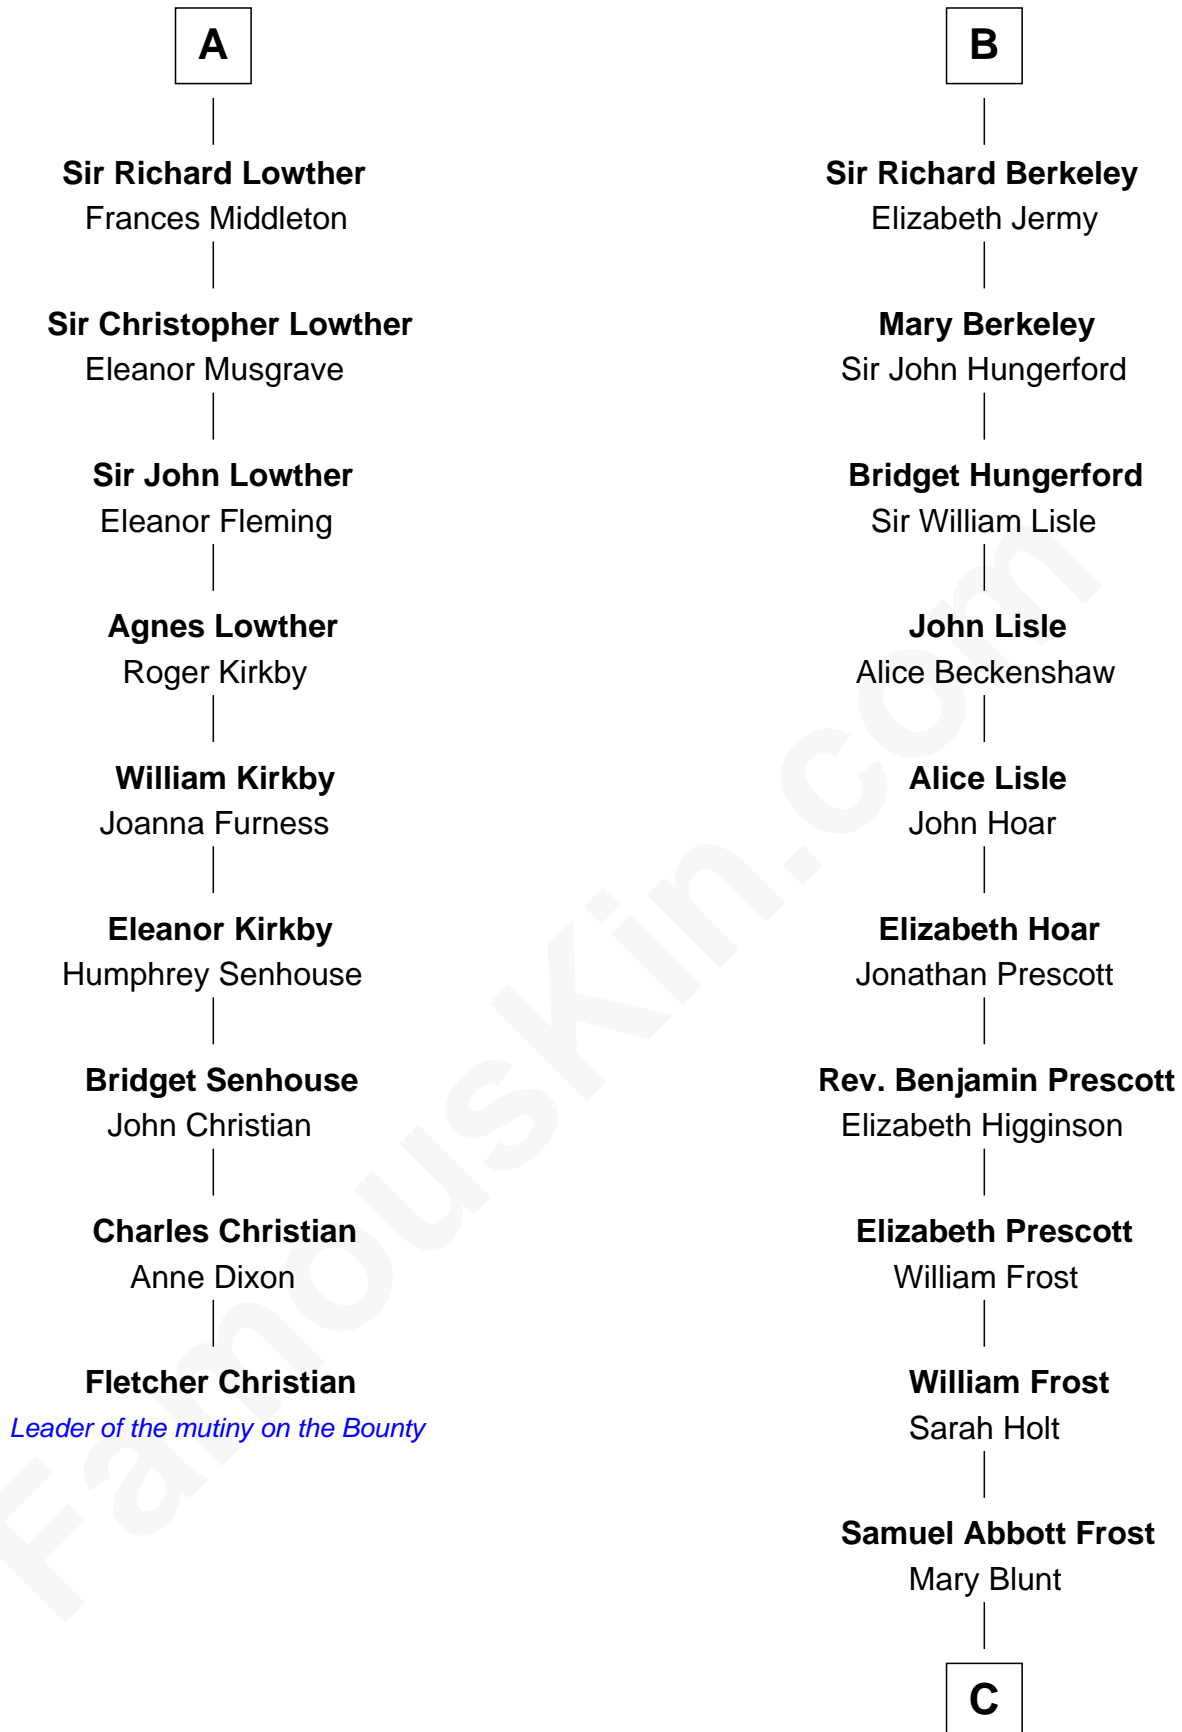 A
Sir Richard Lowther
Frances Middleton
Sir Christopher Lowther
Eleanor Musgrave
Sir John Lowther
Eleanor Fleming
Agnes Lowther
Roger Kirkby
William Kirkby
Joanna Furness
Eleanor Kirkby
Humphrey Senhouse
Bridget Senhouse
John Christian
Charles Christian
Anne Dixon
Fletcher Christian
Leader of the mutiny on the Bounty
B
Sir Richard Berkeley
Elizabeth Jermy
Mary Berkeley
Sir John Hungerford
Bridget Hungerford
Sir William Lisle
John Lisle
Alice Beckenshaw
Alice Lisle
John Hoar
Elizabeth Hoar
Jonathan Prescott
Rev. Benjamin Prescott
Elizabeth Higginson
Elizabeth Prescott
William Frost
William Frost
Sarah Holt
Samuel Abbott Frost
Mary Blunt
C
FamousKin.com